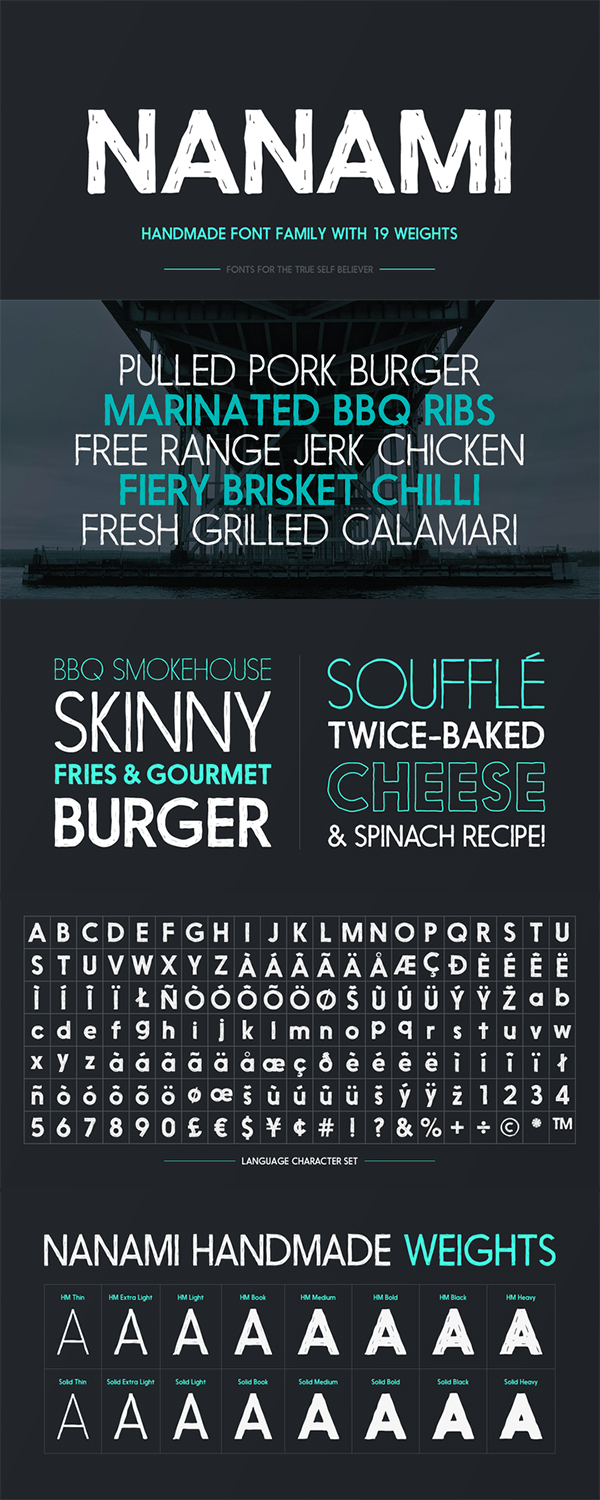 NANAMI
HANDMADE FONT FAMILY WITH 19 WEIGHTS
FONTS FOR THE TRUE SELF BELIEVER
PULLED PORK BURGER
MARINATED BBQ RIBS
FREE RANGE JERK CHICKEN
FIERY BRISKET CHILLI
FRESH GRILLED CALAMARI
BBQ SMOKEHOUSE
SKINNY
FRIES & GOURMET
BURGER
SOUFFLÉ
TWICE-BAKED
CHEESE
& SPINACH RECIPE!
A B C D E F G H I J K L M N O P Q R S T U
S T U V W X Y Z À Á Â Ã Ä Å Æ Ç Ð È É Ê Ë
Ì Í Î Ï Ł Ñ Ò Ó Ô Õ Ö Ø Š Ù Ú Ü Ý Ÿ Ž a b
c d e f g h i j k l m n o p q r s t u v w
x y z à á â ã ä å æ ç ð è é ê ë ì í î ï ł
ñ ò ó ô õ ö ø œ š ù ú û ü š ý ÿ ž 1 2 3 4
5 6 7 8 9 0 £ € $ ¥ ¢ # ! ? & % + ÷ © * ™
LANGUAGE CHARACTER SET
NANAMI HANDMADE WEIGHTS
HM Thin HM Extra Light HM Light HM Book HM Medium HM Bold HM Black HM Heavy
A A A A A A A A
Solid Thin Solid Extra Light Solid Light Solid Book Solid Medium Solid Bold Solid Black Solid Heavy
A A A A A A A A